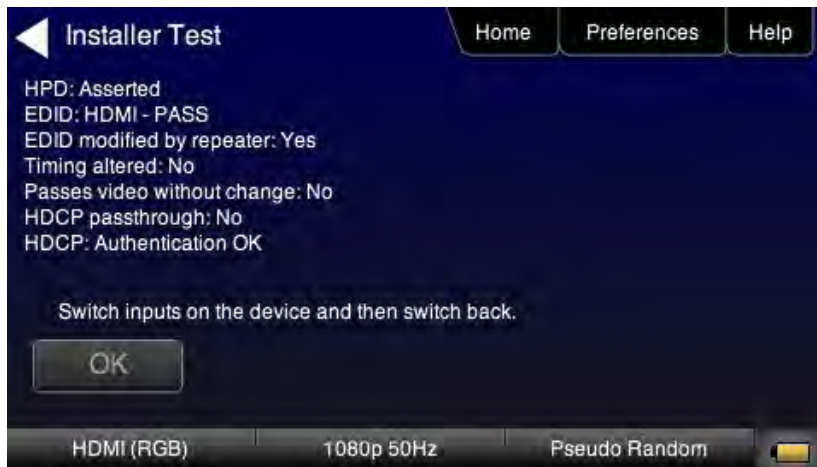 Installer Test
Home
Preferences
Help
HPD: Asserted
EDID: HDMI - PASS
EDID modified by repeater: Yes
Timing altered: No
Passes video without change: No
HDCP passthrough: No
HDCP: Authentication OK
Switch inputs on the device and then switch back.
OK
HDMI (RGB)
1080p 50Hz
Pseudo Random